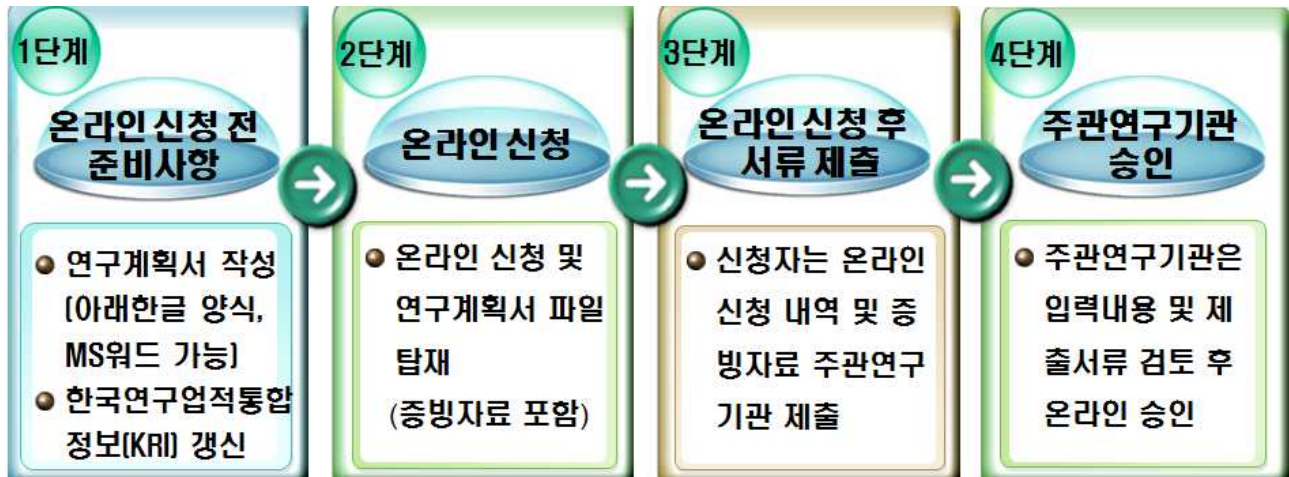 1단계
온라인 신청 전
준비사항
연구계획서 작성
(아래한글 양식,
MS워드 가능)
한국연구업적통합
정보(KRI) 갱신
2단계
온라인 신청
온라인 신청 및
연구계획서 파일
탑재
(증빙자료 포함)
3단계
온라인 신청 후
서류 제출
신청자는 온라인
신청 내역 및 증
빙자료 주관연구
기관 제출
4단계
주관연구기관
승인
주관연구기관은
입력내용 및 제
출서류 검토 후
온라인 승인